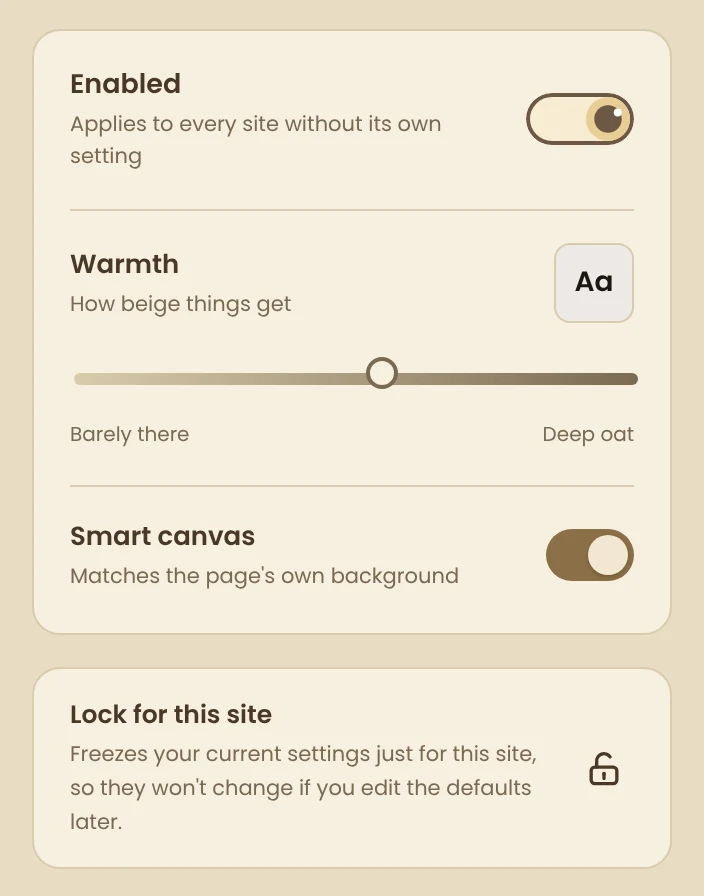 Enabled
Applies to every site without its own
setting
Warmth
How beige things get
Aa
Barely there
Deep oat
Smart canvas
Matches the page's own background
Lock for this site
Freezes your current settings just for this site,
so they won't change if you edit the defaults
later.